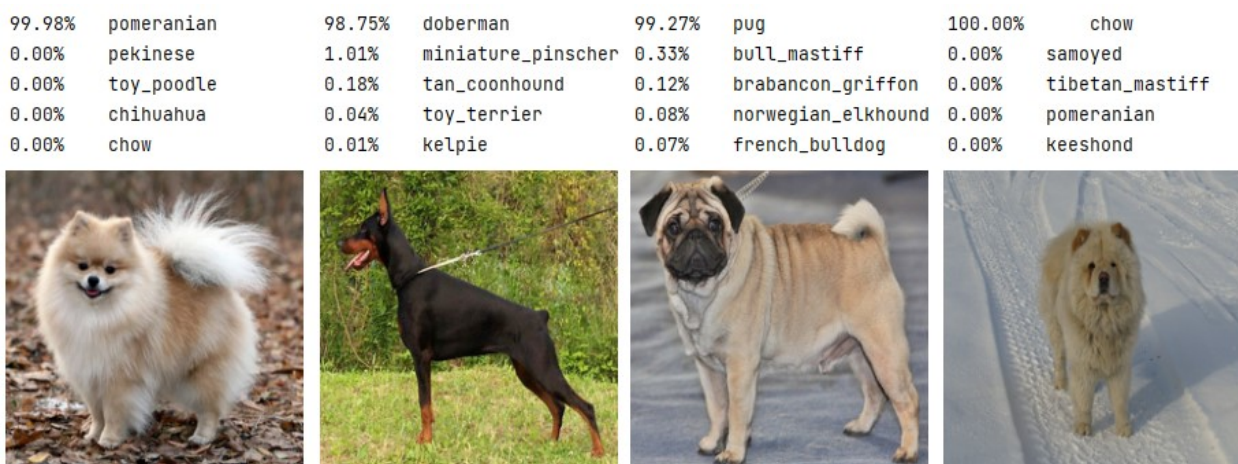 99.98% pomeranian
0.00% pekinese
0.00% toy_poodle
0.00% chihuahua
0.00% chow
98.75% doberman
1.01% miniature_pinscher
0.18% tan_coonhound
0.04% toy_terrier
0.01% kelpie
99.27% pug
0.33% bull_mastiff
0.12% brabancon_griffon
0.08% norwegian_elkhound
0.07% french_bulldog
100.00% chow
0.00% samoyed
0.00% tibetan_mastiff
0.00% pomeranian
0.00% keeshond